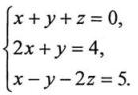 x + y + z = 0,
2x + y = 4,
x - y - 2z = 5.